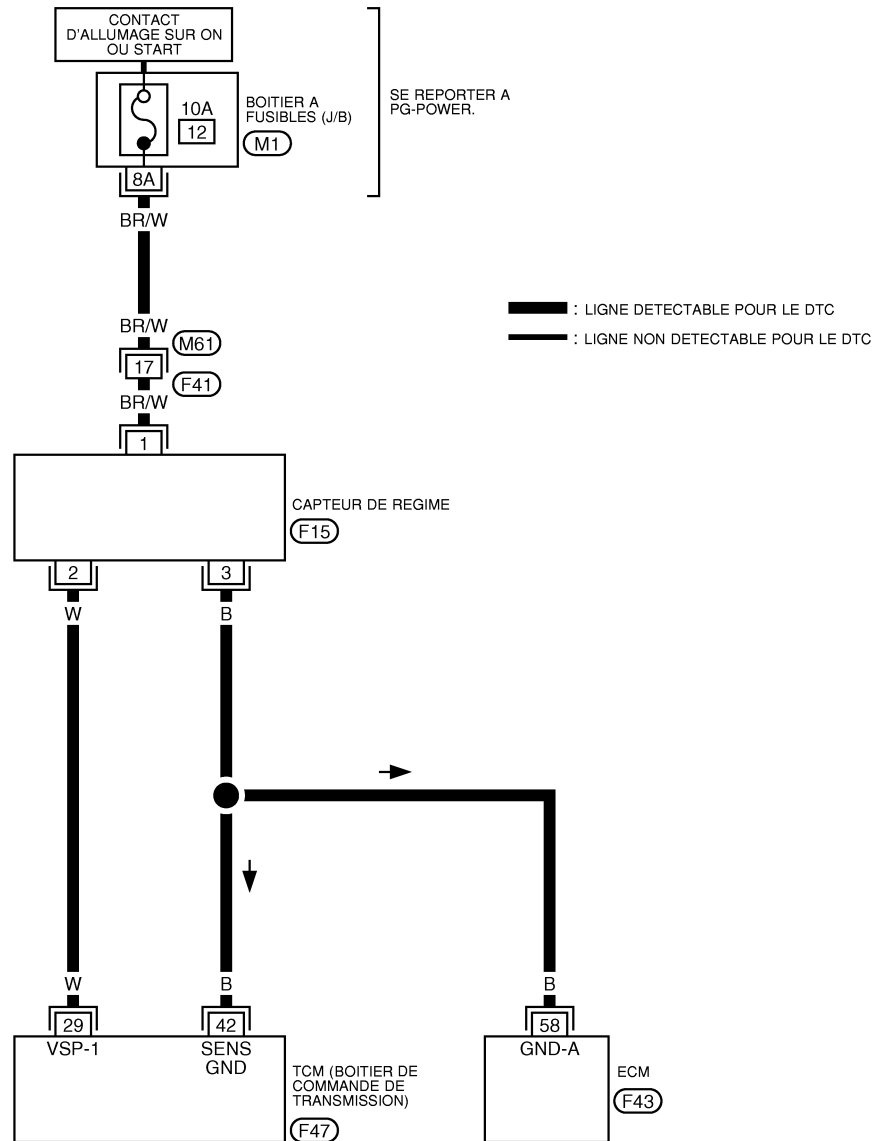 CONTACT
D'ALLUMAGE SUR ON
OU START
10A
12
BOITIER A
FUSIBLES (J/B)
M1
SE REPORTER A
PG-POWER.
8A
BR/W
BR/W
M61
17
F41
BR/W
1
: LIGNE DETECTABLE POUR LE DTC
: LIGNE NON DETECTABLE POUR LE DTC
CAPTEUR DE REGIME
F15
2
3
W
B
W
B
B
29
42
58
VSP-1
SENS
GND
GND-A
TCM (BOITIER DE
COMMANDE DE
TRANSMISSION)
F47
ECM
F43